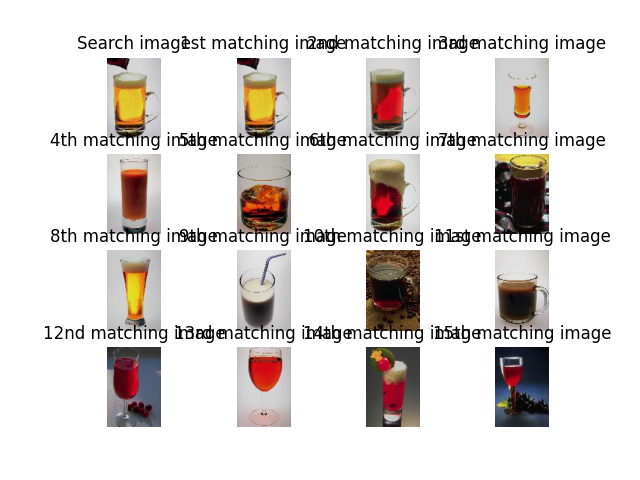 Search image
1st matching image
2nd matching image
3rd matching image
4th matching image
5th matching image
6th matching image
7th matching image
8th matching image
9th matching image
10th matching image
11st matching image
12nd matching image
13rd matching image
14th matching image
15th matching image